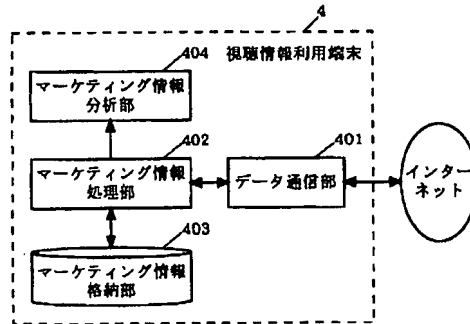 4
404
視聴情報利用端末
マーケティング情報
分析部
402
401
マーケティング情報
処理部
データ通信部
インター
ネット
403
マーケティング情報
格納部